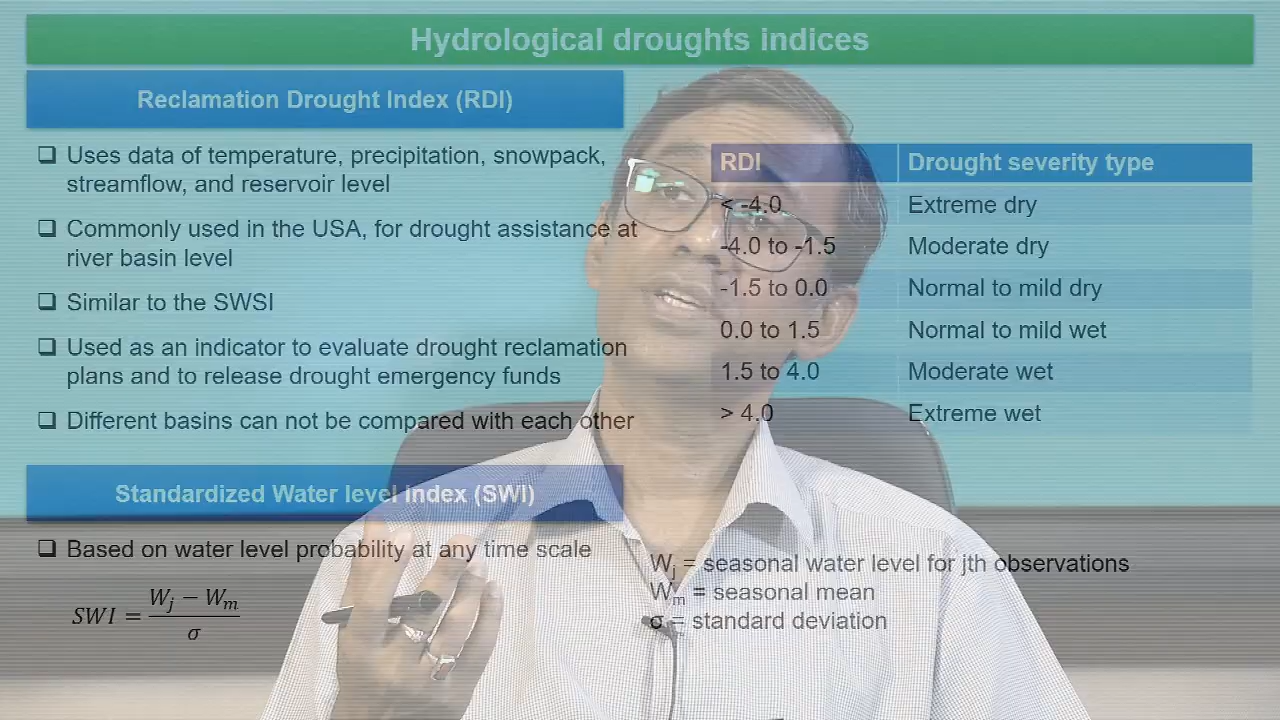 Hydrological droughts indices
Reclamation Drought Index (RDI)
❑ Uses data of temperature, precipitation, snowpack,
streamflow, and reservoir level
❑ Commonly used in the USA, for drought assistance at
river basin level
❑ Similar to the SWSI
❑ Used as an indicator to evaluate drought reclamation
plans and to release drought emergency funds
❑ Different basins can not be compared with each other
RDI Drought severity type
< -4.0 Extreme dry
-4.0 to -1.5 Moderate dry
-1.5 to 0.0 Normal to mild dry
0.0 to 1.5 Normal to mild wet
1.5 to 4.0 Moderate wet
> 4.0 Extreme wet
Standardized Water level index (SWI)
❑ Based on water level probability at any time scale
SWI = (Wj − Wm) / σ
Wj = seasonal water level for jth observations
Wm = seasonal mean
σ = standard deviation